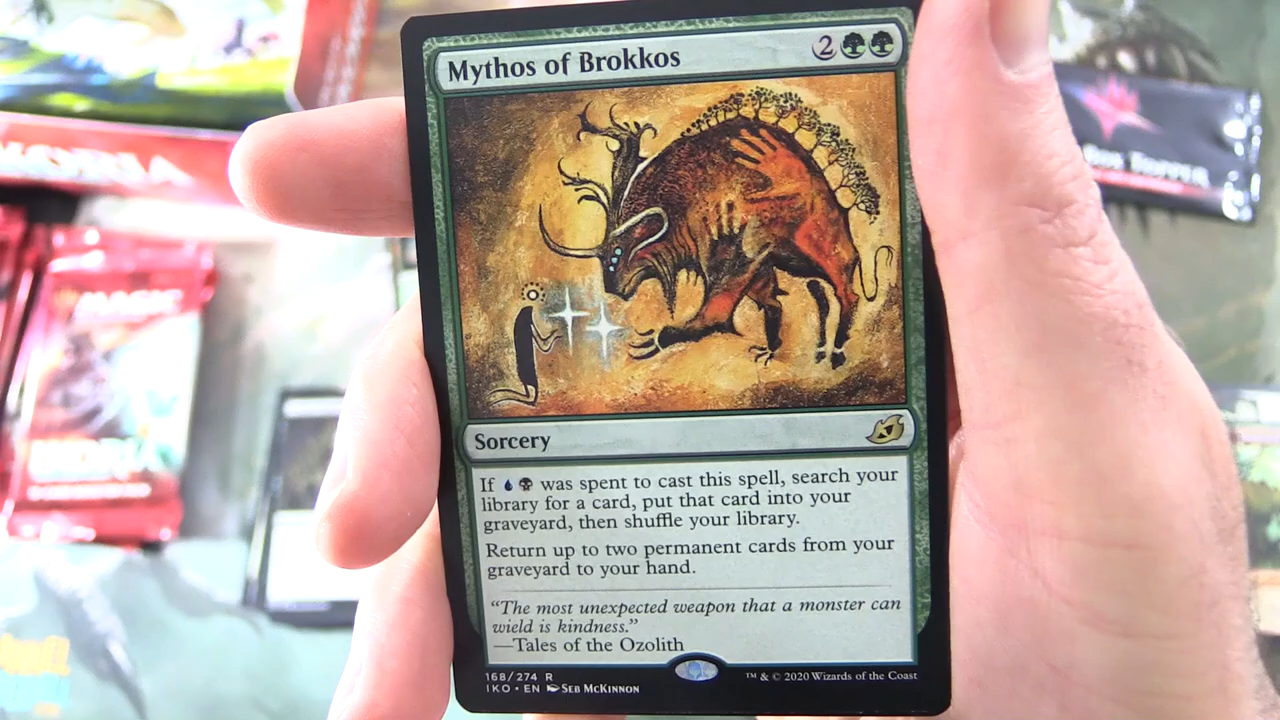 Mythos of Brokkos
2
Sorcery
If was spent to cast this spell, search your
library for a card, put that card into your
graveyard, then shuffle your library.
Return up to two permanent cards from your
graveyard to your hand.
“The most unexpected weapon that a monster can
wield is kindness.”
—Tales of the Ozolith
168/274 R
IKO • EN SEB MCKINNON
™ & © 2020 Wizards of the Coast
MAGIC